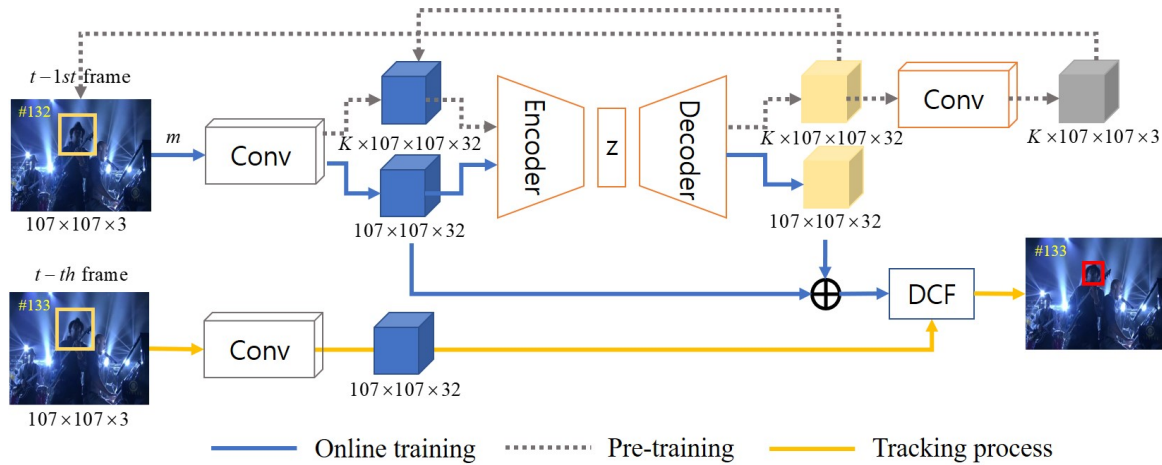 t−1st frame
#132
m
107×107×3
Conv
K×107×107×32
107×107×32
Encoder
z
Decoder
K×107×107×32
107×107×32
Conv
K×107×107×3
t−th frame
#133
107×107×3
Conv
107×107×32
DCF
#133
Online training
Pre-training
Tracking process